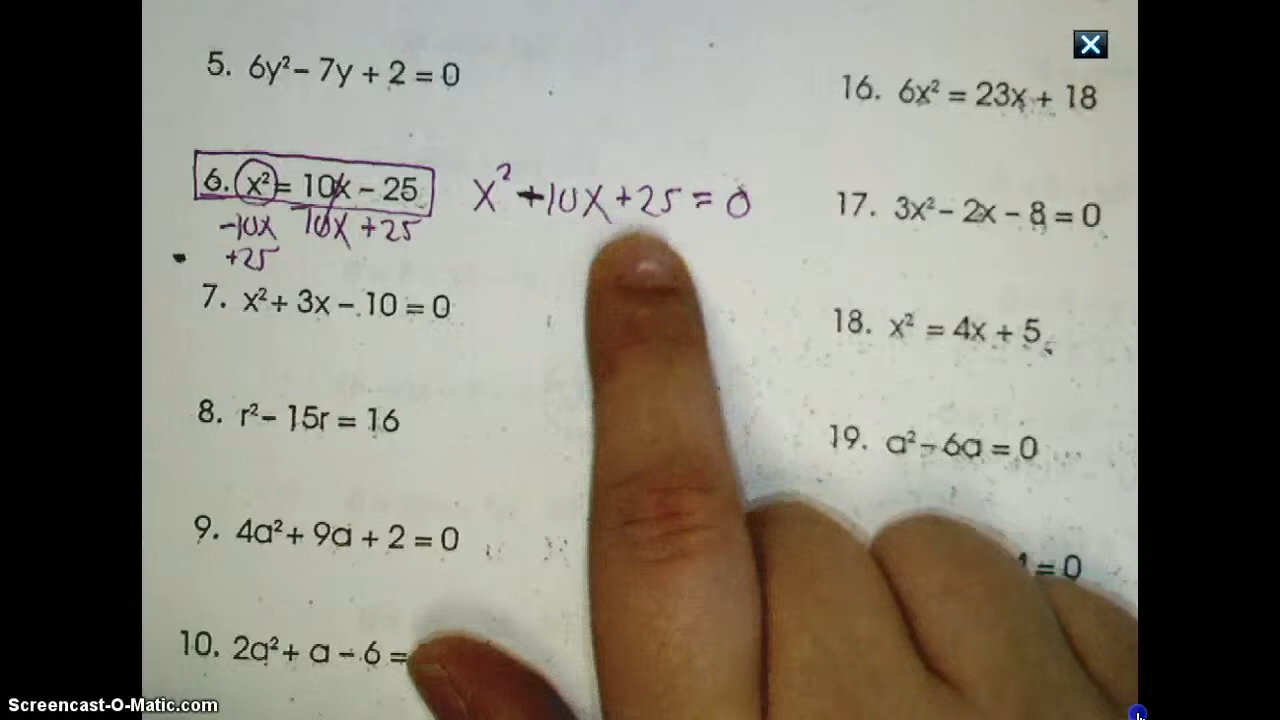 5. 6y² – 7y + 2 = 0
6. x² = 10x – 25
x² – 10x + 25 = 0
–10x –10x + 25
+25
7. x² + 3x – 10 = 0
8. r² – 15r = 16
9. 4a² + 9a + 2 = 0
10. 2a² + a – 6 =
16. 6x² = 23x + 18
17. 3x² – 2x – 8 = 0
18. x² = 4x + 5
19. a² – 6a = 0
= 0
Screencast-O-Matic.com